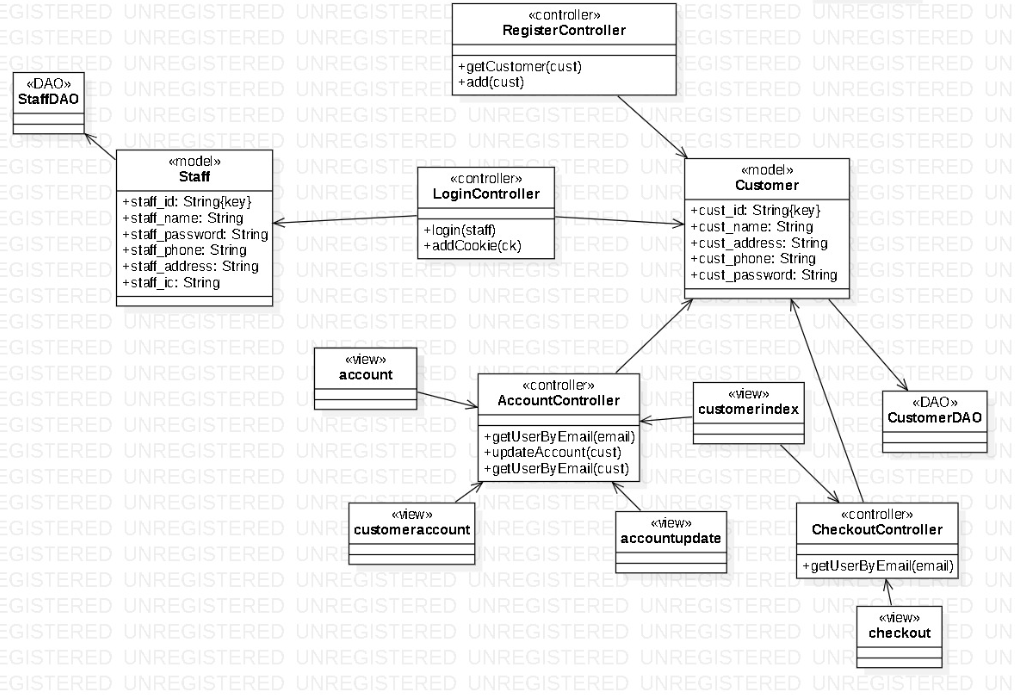 «controller»
RegisterController
+getCustomer(cust)
+add(cust)
«DAO»
StaffDAO
«model»
Staff
+staff_id: String{key}
+staff_name: String
+staff_password: String
+staff_phone: String
+staff_address: String
+staff_ic: String
«controller»
LoginController
+login(staff)
+addCookie(ck)
«model»
Customer
+cust_id: String{key}
+cust_name: String
+cust_address: String
+cust_phone: String
+cust_password: String
«view»
account
«controller»
AccountController
+getUserByEmail(email)
+updateAccount(cust)
+getUserByEmail(cust)
«view»
customerindex
«DAO»
CustomerDAO
«view»
customeraccount
«view»
accountupdate
«controller»
CheckoutController
+getUserByEmail(email)
«view»
checkout
UNREGISTERED